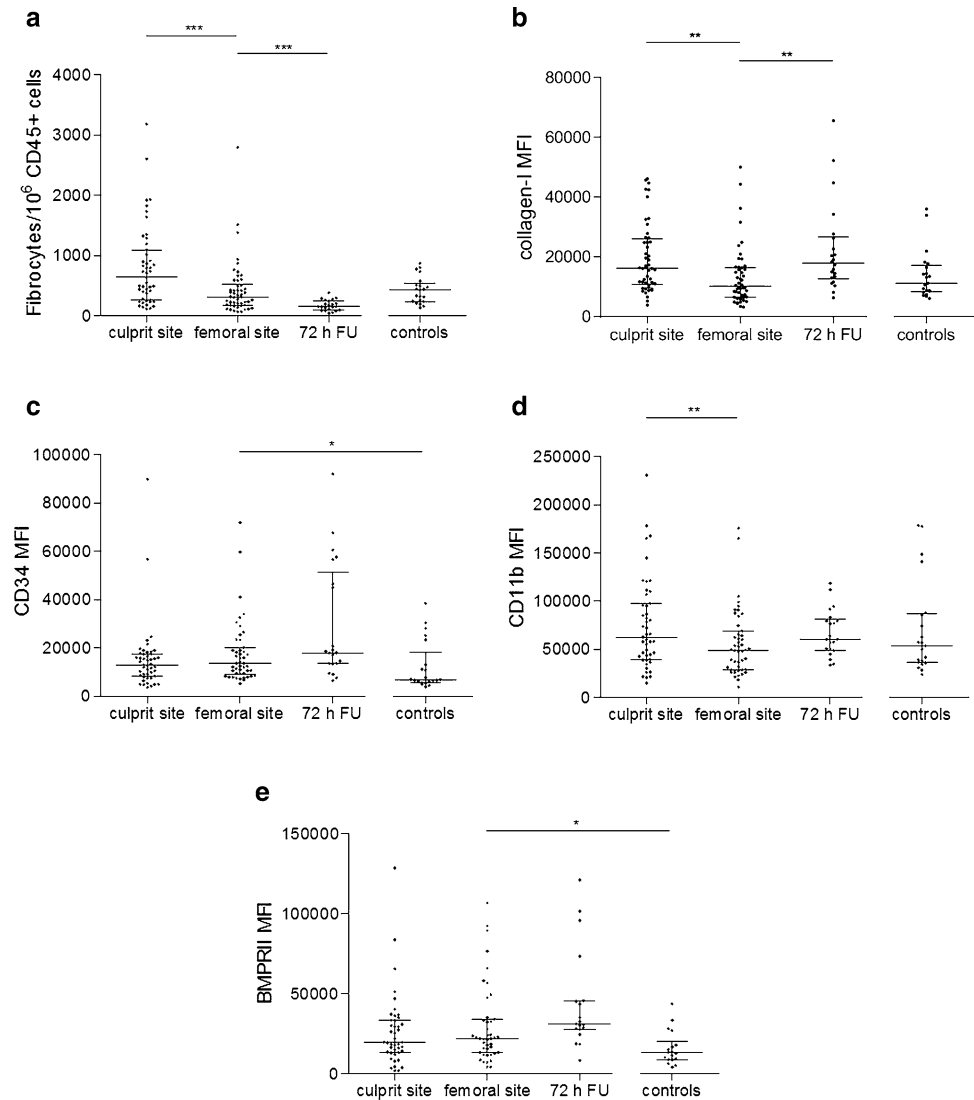 a
***
***
Fibrocytes/10⁶ CD45+ cells
4000
3000
2000
1000
0
culprit site femoral site 72 h FU controls
b
**
**
collagen-I MFI
80000
60000
40000
20000
0
culprit site femoral site 72 h FU controls
c
*
CD34 MFI
100000
80000
60000
40000
20000
0
culprit site femoral site 72 h FU controls
d
**
CD11b MFI
250000
200000
150000
100000
50000
0
culprit site femoral site 72 h FU controls
e
*
BMPRII MFI
150000
100000
50000
0
culprit site femoral site 72 h FU controls